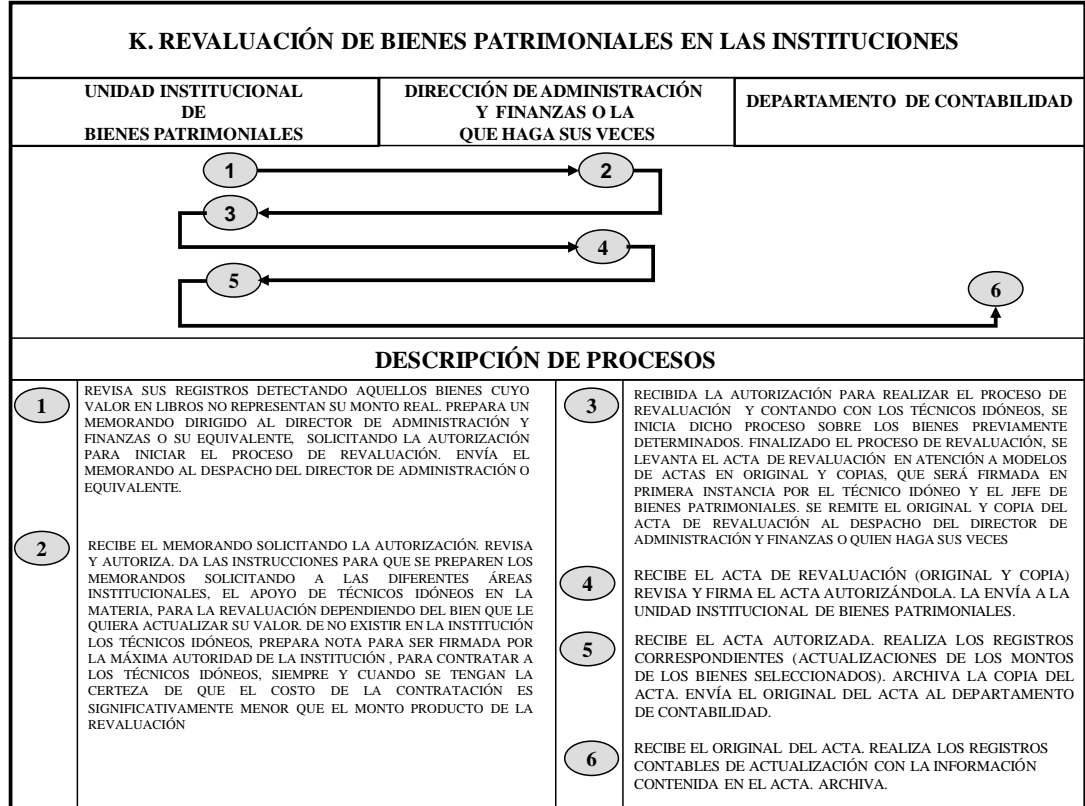 K. REVALUACIÓN DE BIENES PATRIMONIALES EN LAS INSTITUCIONES
UNIDAD INSTITUCIONAL
DE
BIENES PATRIMONIALES
DIRECCIÓN DE ADMINISTRACIÓN
Y FINANZAS O LA
QUE HAGA SUS VECES
DEPARTAMENTO DE CONTABILIDAD
1
2
3
4
5
6
DESCRIPCIÓN DE PROCESOS
1
REVISA SUS REGISTROS DETECTANDO AQUELLOS BIENES CUYO
VALOR EN LIBROS NO REPRESENTAN SU MONTO REAL. PREPARA UN
MEMORANDO DIRIGIDO AL DIRECTOR DE ADMINISTRACIÓN Y
FINANZAS O SU EQUIVALENTE, SOLICITANDO LA AUTORIZACIÓN
PARA INICIAR EL PROCESO DE REVALUACIÓN. ENVÍA EL
MEMORANDO AL DESPACHO DEL DIRECTOR DE ADMINISTRACIÓN O
EQUIVALENTE.
2
RECIBE EL MEMORANDO SOLICITANDO LA AUTORIZACIÓN. REVISA
Y AUTORIZA. DA LAS INSTRUCCIONES PARA QUE SE PREPAREN LOS
MEMORANDOS SOLICITANDO A LAS DIFERENTES ÁREAS
INSTITUCIONALES, EL APOYO DE TÉCNICOS IDÓNEOS EN LA
MATERIA, PARA LA REVALUACIÓN DEPENDIENDO DEL BIEN QUE LE
QUIERA ACTUALIZAR SU VALOR. DE NO EXISTIR EN LA INSTITUCIÓN
LOS TÉCNICOS IDÓNEOS, PREPARA NOTA PARA SER FIRMADA POR
LA MÁXIMA AUTORIDAD DE LA INSTITUCIÓN , PARA CONTRATAR A
LOS TÉCNICOS IDÓNEOS, SIEMPRE Y CUANDO SE TENGAN LA
CERTEZA DE QUE EL COSTO DE LA CONTRATACIÓN ES
SIGNIFICATIVAMENTE MENOR QUE EL MONTO PRODUCTO DE LA
REVALUACIÓN
3
RECIBIDA LA AUTORIZACIÓN PARA REALIZAR EL PROCESO DE
REVALUACIÓN Y CONTANDO CON LOS TÉCNICOS IDÓNEOS, SE
INICIA DICHO PROCESO SOBRE LOS BIENES PREVIAMENTE
DETERMINADOS. FINALIZADO EL PROCESO DE REVALUACIÓN, SE
LEVANTA EL ACTA DE REVALUACIÓN EN ATENCIÓN A MODELOS
DE ACTAS EN ORIGINAL Y COPIAS, QUE SERÁ FIRMADA EN
PRIMERA INSTANCIA POR EL TÉCNICO IDÓNEO Y EL JEFE DE
BIENES PATRIMONIALES. SE REMITE EL ORIGINAL Y COPIA DEL
ACTA DE REVALUACIÓN AL DESPACHO DEL DIRECTOR DE
ADMINISTRACIÓN Y FINANZAS O QUIEN HAGA SUS VECES
4
RECIBE EL ACTA DE REVALUACIÓN (ORIGINAL Y COPIA)
REVISA Y FIRMA EL ACTA AUTORIZÁNDOLA. LA ENVÍA A LA
UNIDAD INSTITUCIONAL DE BIENES PATRIMONIALES.
5
RECIBE EL ACTA AUTORIZADA. REALIZA LOS REGISTROS
CORRESPONDIENTES (ACTUALIZACIONES DE LOS MONTOS
DE LOS BIENES SELECCIONADOS). ARCHIVA LA COPIA DEL
ACTA. ENVÍA EL ORIGINAL DEL ACTA AL DEPARTAMENTO
DE CONTABILIDAD.
6
RECIBE EL ORIGINAL DEL ACTA. REALIZA LOS REGISTROS
CONTABLES DE ACTUALIZACIÓN CON LA INFORMACIÓN
CONTENIDA EN EL ACTA. ARCHIVA.